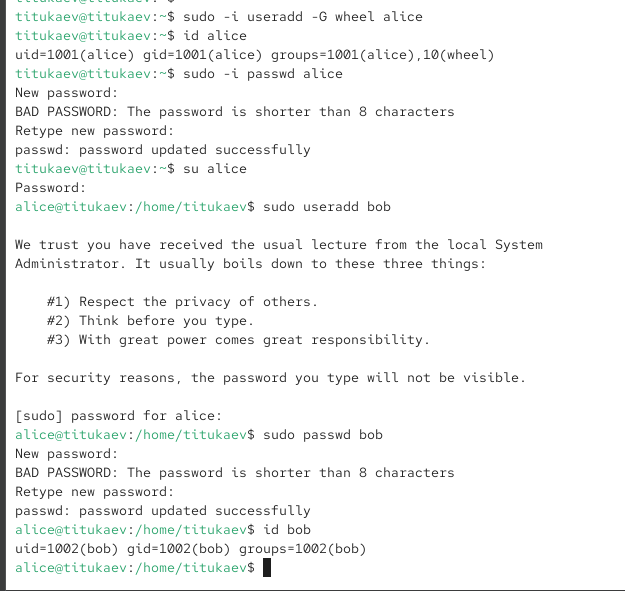 titukaev@titukaev:~$ sudo -i useradd -G wheel alice
titukaev@titukaev:~$ id alice
uid=1001(alice) gid=1001(alice) groups=1001(alice),10(wheel)
titukaev@titukaev:~$ sudo -i passwd alice
New password:
BAD PASSWORD: The password is shorter than 8 characters
Retype new password:
passwd: password updated successfully
titukaev@titukaev:~$ su alice
Password:
alice@titukaev:/home/titukaev$ sudo useradd bob
We trust you have received the usual lecture from the local System
Administrator. It usually boils down to these three things:
#1) Respect the privacy of others.
#2) Think before you type.
#3) With great power comes great responsibility.
For security reasons, the password you type will not be visible.
[sudo] password for alice:
alice@titukaev:/home/titukaev$ sudo passwd bob
New password:
BAD PASSWORD: The password is shorter than 8 characters
Retype new password:
passwd: password updated successfully
alice@titukaev:/home/titukaev$ id bob
uid=1002(bob) gid=1002(bob) groups=1002(bob)
alice@titukaev:/home/titukaev$